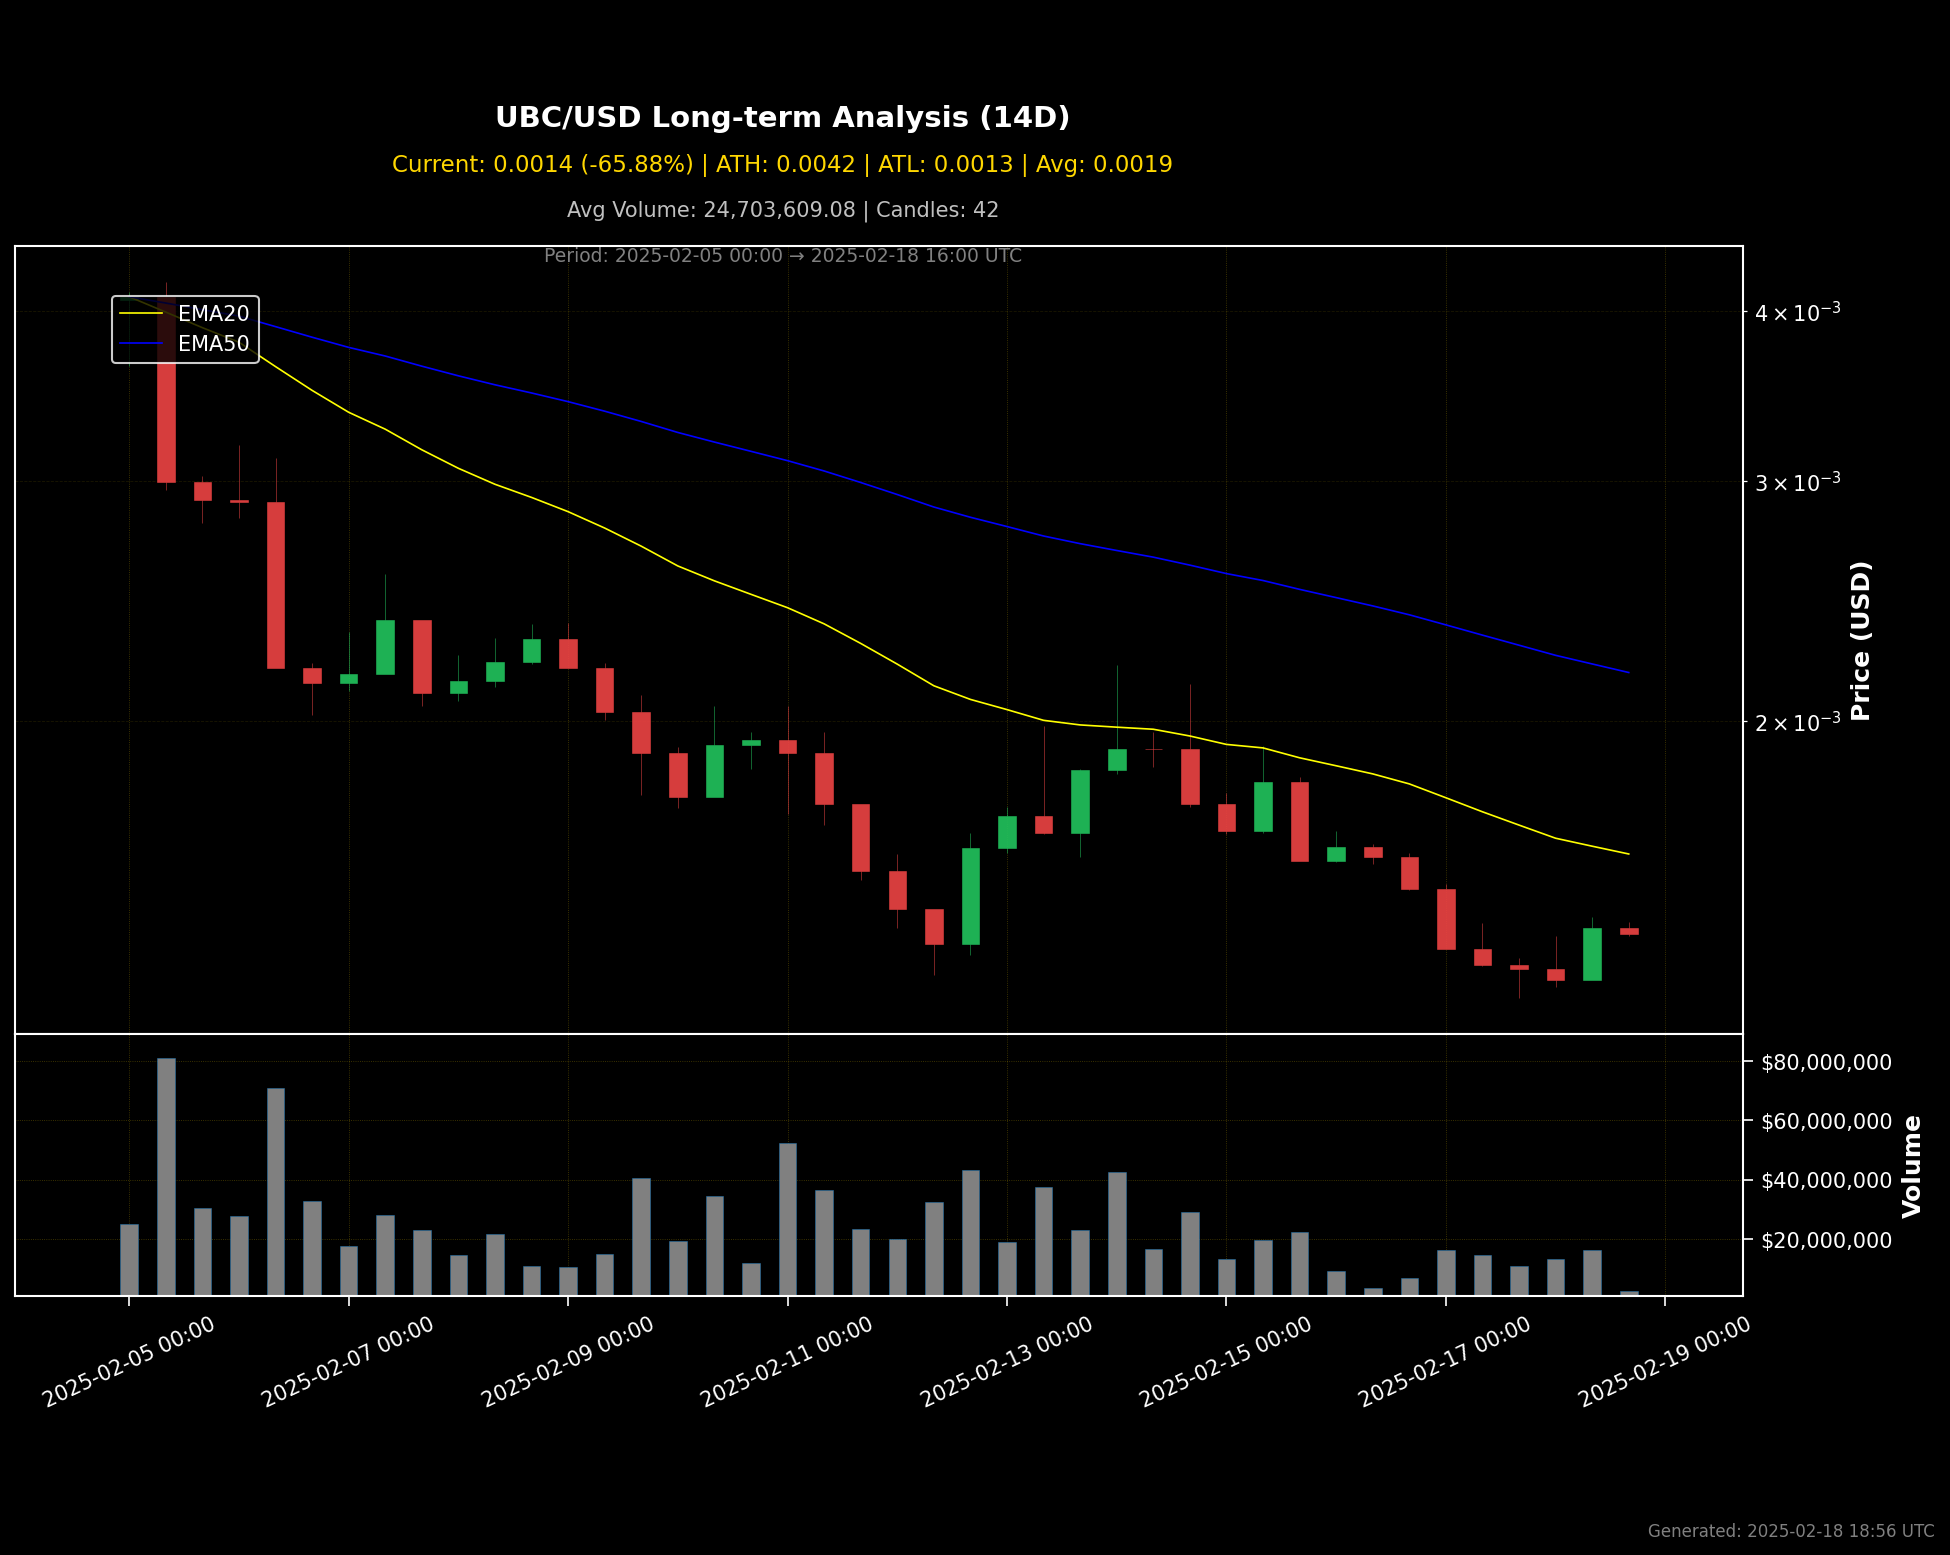 UBC/USD Long-term Analysis (14D)
Current: 0.0014 (-65.88%) | ATH: 0.0042 | ATL: 0.0013 | Avg: 0.0019
Avg Volume: 24,703,609.08 | Candles: 42
Period: 2025-02-05 00:00 → 2025-02-18 16:00 UTC
EMA20
EMA50
4 × 10⁻³
3 × 10⁻³
2 × 10⁻³
Price (USD)
$80,000,000
$60,000,000
$40,000,000
$20,000,000
Volume
2025-02-05 00:00
2025-02-07 00:00
2025-02-09 00:00
2025-02-11 00:00
2025-02-13 00:00
2025-02-15 00:00
2025-02-17 00:00
2025-02-19 00:00
Generated: 2025-02-18 18:56 UTC